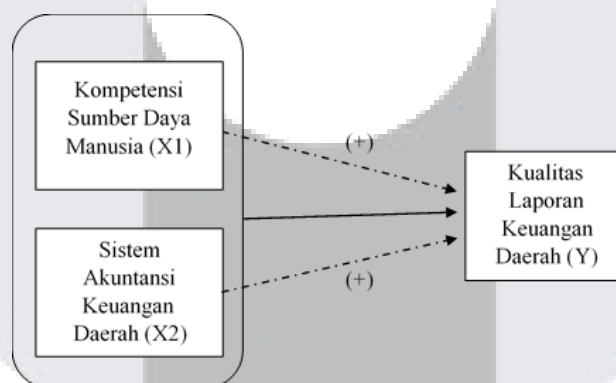 Kompetensi
Sumber Daya
Manusia (X1)
(+)
Kualitas
Laporan
Keuangan
Daerah (Y)
Sistem
Akuntansi
Keuangan
Daerah (X2)
(+)